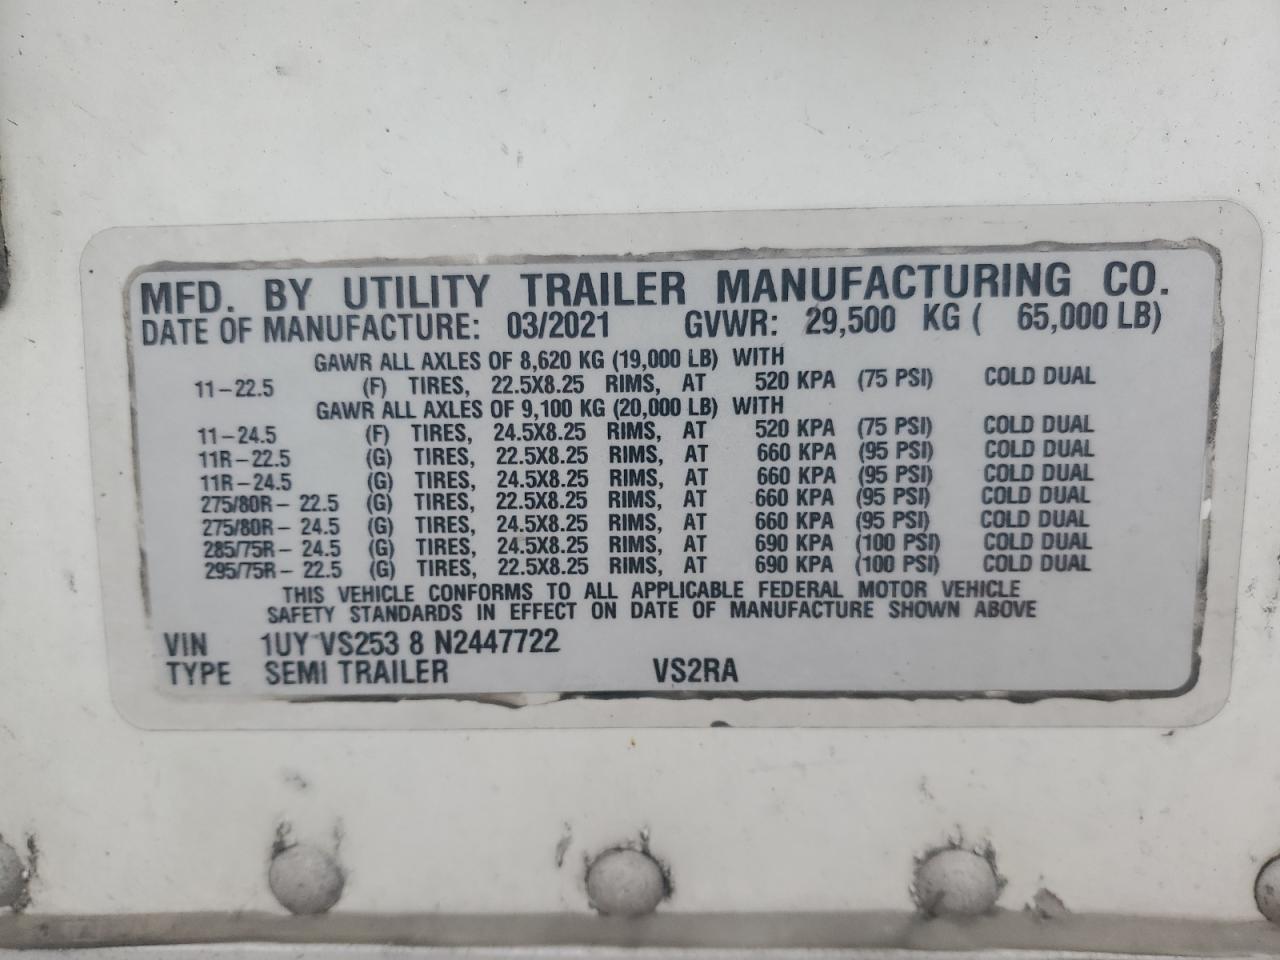 MFD. BY UTILITY TRAILER MANUFACTURING CO.
DATE OF MANUFACTURE: 03/2021 GVWR: 29,500 KG ( 65,000 LB)
GAWR ALL AXLES OF 8,620 KG (19,000 LB) WITH
11-22.5 (F) TIRES, 22.5X8.25 RIMS, AT 520 KPA (75 PSI) COLD DUAL
GAWR ALL AXLES OF 9,100 KG (20,000 LB) WITH
11-24.5 (F) TIRES, 24.5X8.25 RIMS, AT 520 KPA (75 PSI) COLD DUAL
11R-22.5 (G) TIRES, 22.5X8.25 RIMS, AT 660 KPA (95 PSI) COLD DUAL
11R-24.5 (G) TIRES, 24.5X8.25 RIMS, AT 660 KPA (95 PSI) COLD DUAL
275/80R- 22.5 (G) TIRES, 22.5X8.25 RIMS, AT 660 KPA (95 PSI) COLD DUAL
275/80R- 24.5 (G) TIRES, 24.5X8.25 RIMS, AT 660 KPA (95 PSI) COLD DUAL
285/75R- 24.5 (G) TIRES, 24.5X8.25 RIMS, AT 690 KPA (100 PSI) COLD DUAL
295/75R- 22.5 (G) TIRES, 22.5X8.25 RIMS, AT 690 KPA (100 PSI) COLD DUAL
THIS VEHICLE CONFORMS TO ALL APPLICABLE FEDERAL MOTOR VEHICLE
SAFETY STANDARDS IN EFFECT ON DATE OF MANUFACTURE SHOWN ABOVE
VIN 1UY VS253 8 N2447722
TYPE SEMI TRAILER VS2RA